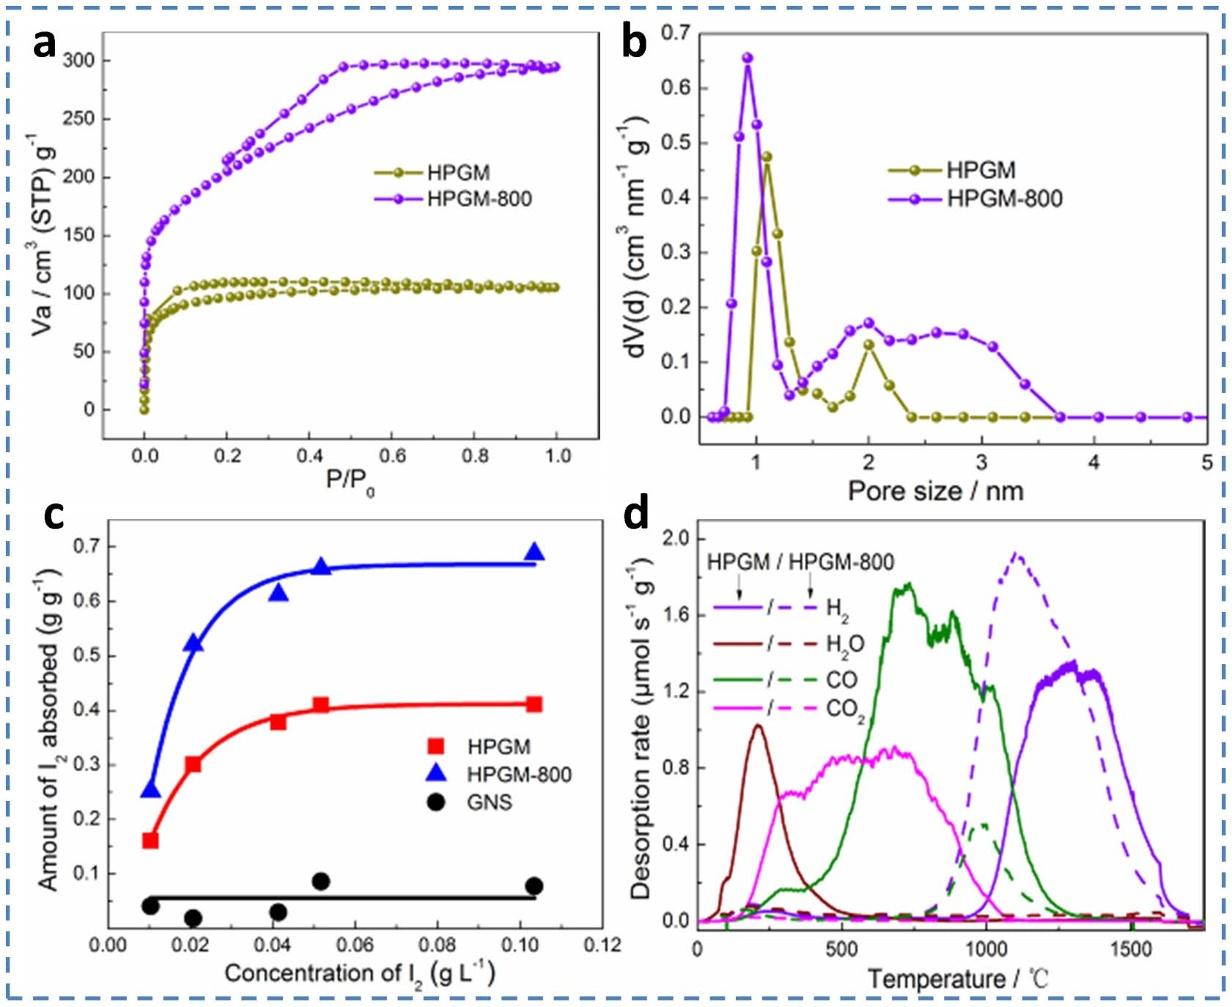 a
300
250
200
150
100
50
0
Va / cm³ (STP) g⁻¹
HPGM
HPGM-800
0.0 0.2 0.4 0.6 0.8 1.0
P/P₀
b
0.7
0.6
0.5
0.4
0.3
0.2
0.1
0.0
dV(d) (cm³ nm⁻¹ g⁻¹)
HPGM
HPGM-800
1 2 3 4 5
Pore size / nm
c
0.7
0.6
0.5
0.4
0.3
0.2
0.1
Amount of I₂ absorbed (g g⁻¹)
HPGM
HPGM-800
GNS
0.00 0.02 0.04 0.06 0.08 0.10 0.12
Concentration of I₂ (g L⁻¹)
d
2.0
1.6
1.2
0.8
0.4
0.0
Desorption rate (μmol s⁻¹ g⁻¹)
HPGM / HPGM-800
/ H₂
/ H₂O
/ CO
/ CO₂
0 500 1000 1500
Temperature / ℃